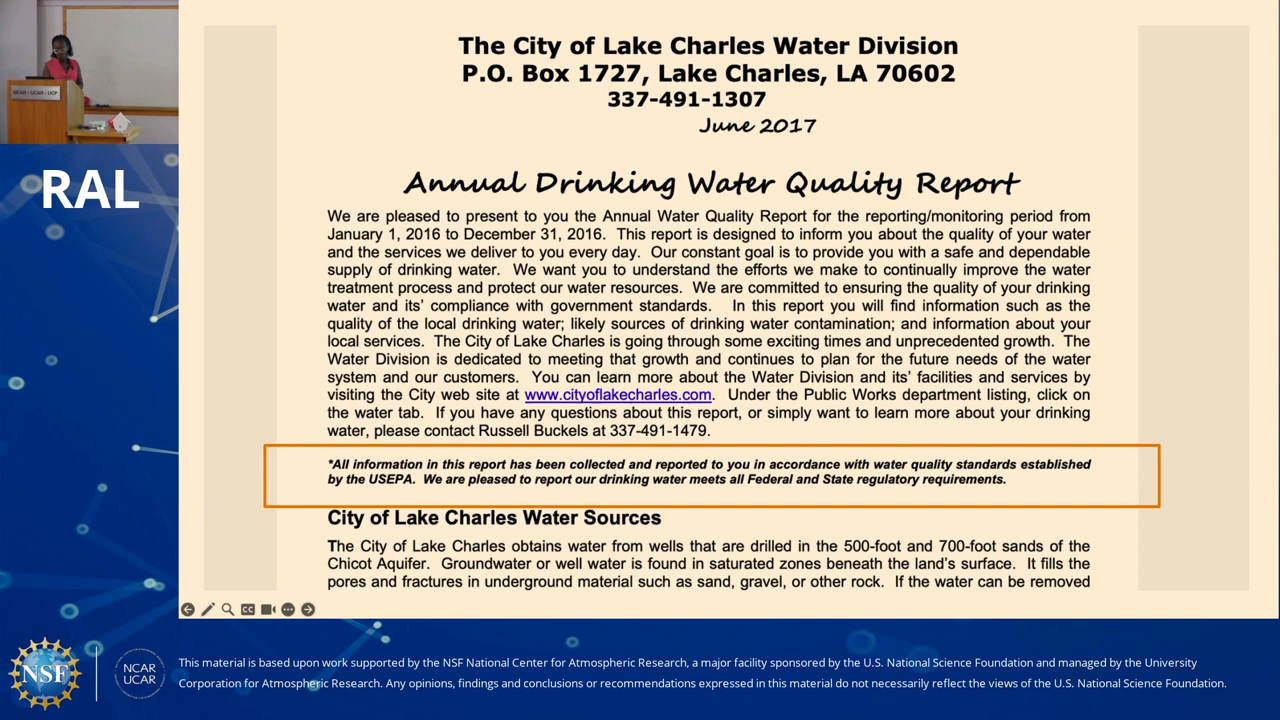 The City of Lake Charles Water Division
P.O. Box 1727, Lake Charles, LA 70602
337-491-1307
June 2017
NCAR • UCAR • UCP
RAL
Annual Drinking Water Quality Report
We are pleased to present to you the Annual Water Quality Report for the reporting/monitoring period from
January 1, 2016 to December 31, 2016. This report is designed to inform you about the quality of your water
and the services we deliver to you every day. Our constant goal is to provide you with a safe and dependable
supply of drinking water. We want you to understand the efforts we make to continually improve the water
treatment process and protect our water resources. We are committed to ensuring the quality of your drinking
water and its' compliance with government standards. In this report you will find information such as the
quality of the local drinking water; likely sources of drinking water contamination; and information about your
local services. The City of Lake Charles is going through some exciting times and unprecedented growth. The
Water Division is dedicated to meeting that growth and continues to plan for the future needs of the water
system and our customers. You can learn more about the Water Division and its' facilities and services by
visiting the City web site at www.cityoflakecharles.com. Under the Public Works department listing, click on
the water tab. If you have any questions about this report, or simply want to learn more about your drinking
water, please contact Russell Buckels at 337-491-1479.
*All information in this report has been collected and reported to you in accordance with water quality standards established
by the USEPA. We are pleased to report our drinking water meets all Federal and State regulatory requirements.
City of Lake Charles Water Sources
The City of Lake Charles obtains water from wells that are drilled in the 500-foot and 700-foot sands of the
Chicot Aquifer. Groundwater or well water is found in saturated zones beneath the land's surface. It fills the
pores and fractures in underground material such as sand, gravel, or other rock. If the water can be removed
CC
NSF
NCAR
UCAR
This material is based upon work supported by the NSF National Center for Atmospheric Research, a major facility sponsored by the U.S. National Science Foundation and managed by the University
Corporation for Atmospheric Research. Any opinions, findings and conclusions or recommendations expressed in this material do not necessarily reflect the views of the U.S. National Science Foundation.